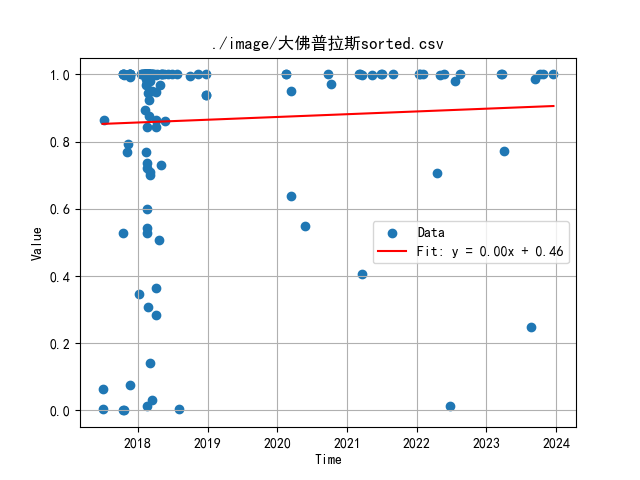 ./image/大佛普拉斯sorted.csv
1.0
0.8
0.6
0.4
0.2
0.0
Value
Data
Fit: y = 0.00x + 0.46
2018 2019 2020 2021 2022 2023 2024
Time